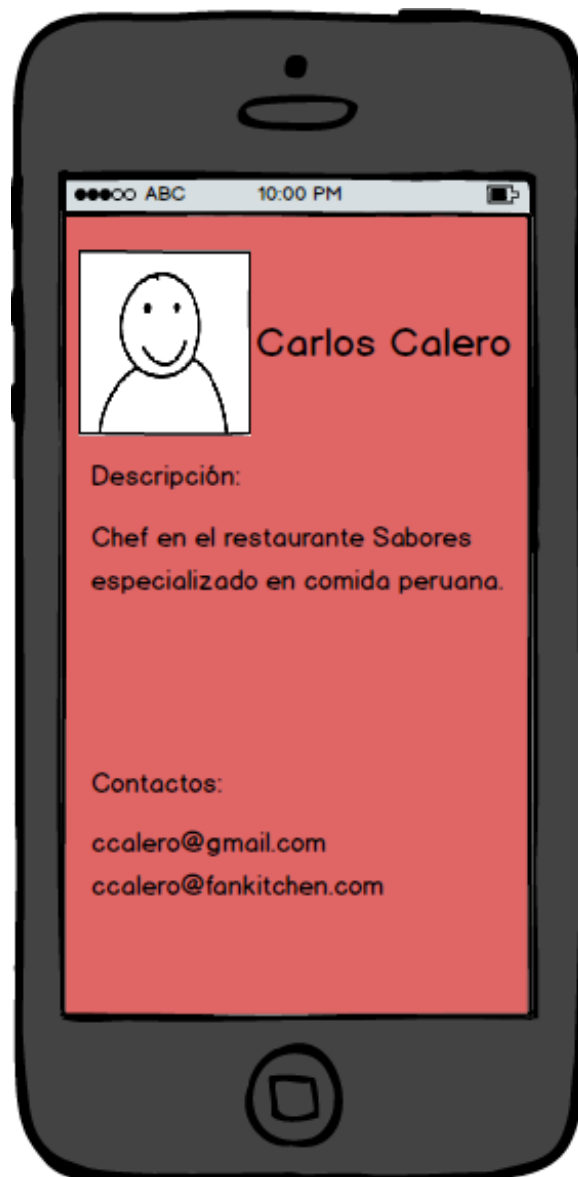 ABC 10:00 PM
Carlos Calero
Descripción:
Chef en el restaurante Sabores
especializado en comida peruana.
Contactos:
ccalero@gmail.com
ccalero@fankitchen.com